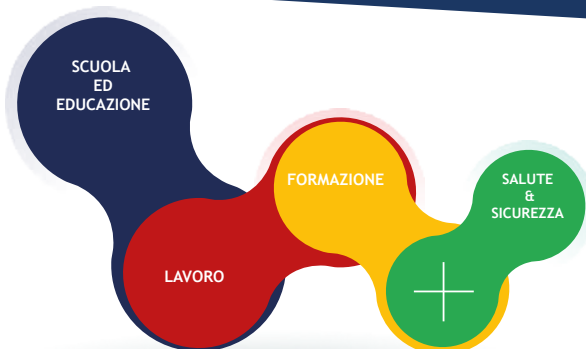 SCUOLA
ED
EDUCAZIONE
LAVORO
FORMAZIONE
SALUTE
&
SICUREZZA